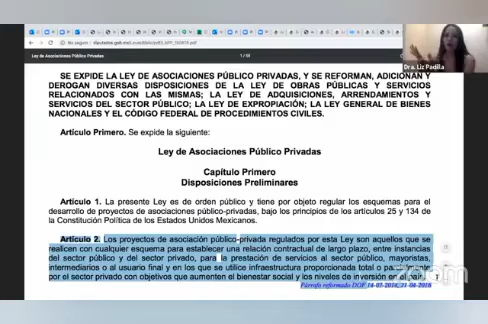 No seguro
Ley de Asociaciones Público Privadas
Dra. Liz Padilla
SE EXPIDE LA LEY DE ASOCIACIONES PÚBLICO PRIVADAS, Y SE REFORMAN, ADICIONAN Y
DEROGAN DIVERSAS DISPOSICIONES DE LA LEY DE OBRAS PÚBLICAS Y SERVICIOS
RELACIONADOS CON LAS MISMAS; LA LEY DE ADQUISICIONES, ARRENDAMIENTOS Y
SERVICIOS DEL SECTOR PÚBLICO; LA LEY DE EXPROPIACIÓN; LA LEY GENERAL DE BIENES
NACIONALES Y EL CÓDIGO FEDERAL DE PROCEDIMIENTOS CIVILES.
Artículo Primero. Se expide la siguiente:
Ley de Asociaciones Público Privadas
Capítulo Primero
Disposiciones Preliminares
Artículo 1. La presente Ley es de orden público y tiene por objeto regular los esquemas para el
desarrollo de proyectos de asociaciones público-privadas, bajo los principios de los artículos 25 y 134 de
la Constitución Política de los Estados Unidos Mexicanos.
Artículo 2. Los proyectos de asociación público-privada regulados por esta Ley son aquellos que se
realicen con cualquier esquema para establecer una relación contractual de largo plazo, entre instancias
del sector público y del sector privado, para la prestación de servicios al sector público, mayoristas,
intermediarios o al usuario final y en los que se utilice infraestructura proporcionada total o parcialmente
por el sector privado con objetivos que aumenten el bienestar social y los niveles de inversión en
Párrafo reformado DOF 21-04-2016
zoom